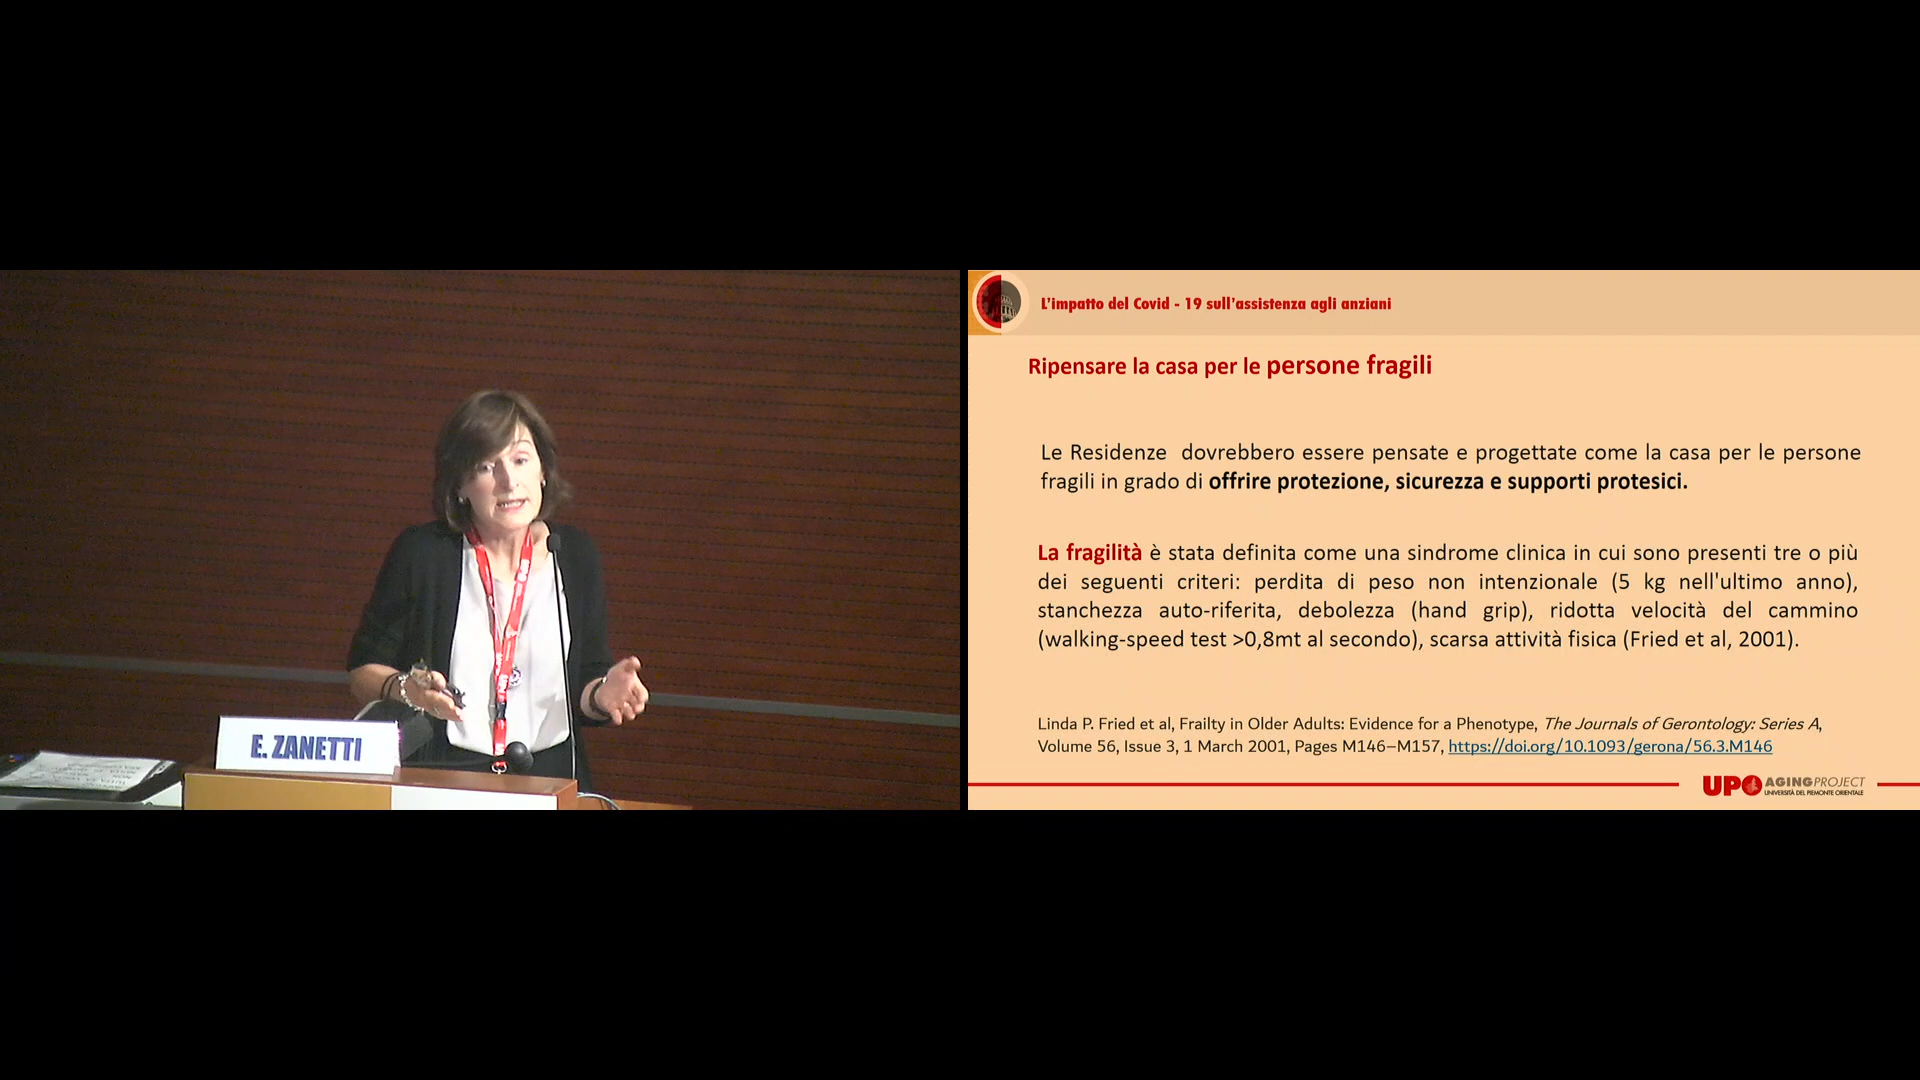 E. ZANETTI
L'impatto del Covid - 19 sull'assistenza agli anziani
Ripensare la casa per le persone fragili
Le Residenze dovrebbero essere pensate e progettate come la casa per le persone
fragili in grado di offrire protezione, sicurezza e supporti protesici.
La fragilità è stata definita come una sindrome clinica in cui sono presenti tre o più
dei seguenti criteri: perdita di peso non intenzionale (5 kg nell'ultimo anno),
stanchezza auto-riferita, debolezza (hand grip), ridotta velocità del cammino
(walking-speed test >0,8mt al secondo), scarsa attività fisica (Fried et al, 2001).
Linda P. Fried et al, Frailty in Older Adults: Evidence for a Phenotype, The Journals of Gerontology: Series A,
Volume 56, Issue 3, 1 March 2001, Pages M146–M157, https://doi.org/10.1093/gerona/56.3.M146
UPO AGING PROJECT
UNIVERSITÀ DEL PIEMONTE ORIENTALE